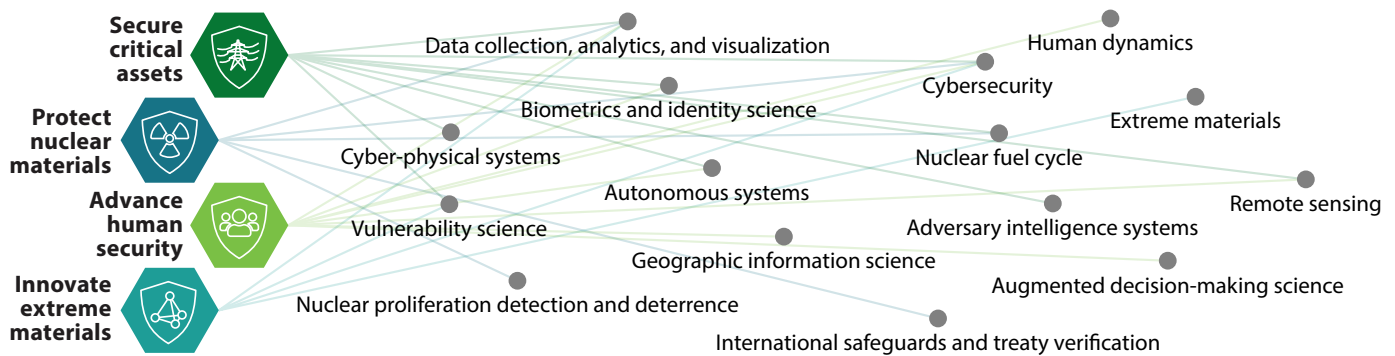 Secure
critical
assets
Protect
nuclear
materials
Advance
human
security
Innovate
extreme
materials
Data collection, analytics, and visualization
Human dynamics
Cybersecurity
Biometrics and identity science
Extreme materials
Cyber-physical systems
Nuclear fuel cycle
Autonomous systems
Remote sensing
Vulnerability science
Adversary intelligence systems
Geographic information science
Augmented decision-making science
Nuclear proliferation detection and deterrence
International safeguards and treaty verification